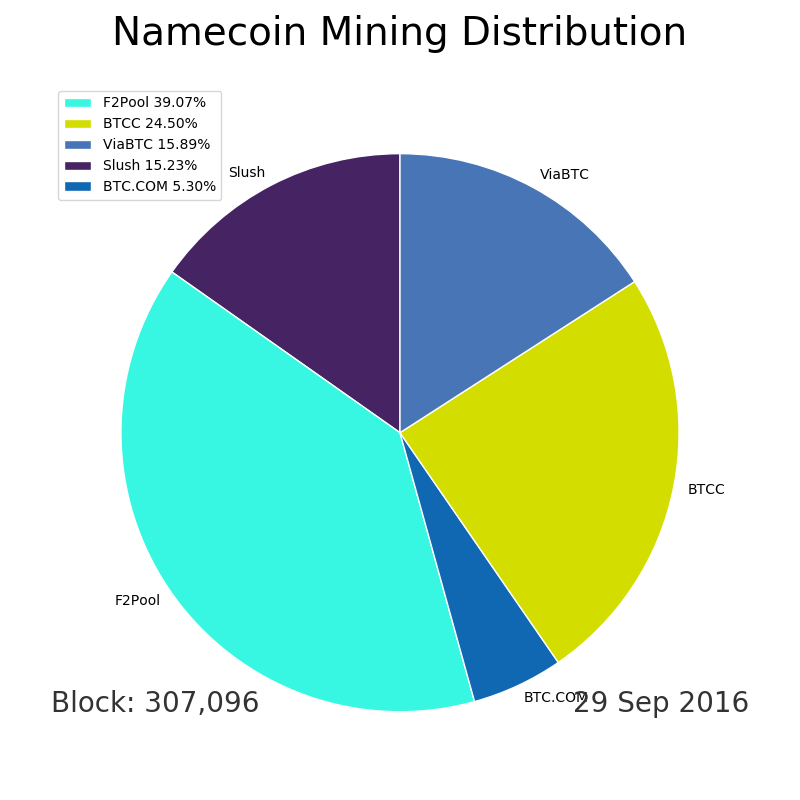 Namecoin Mining Distribution
F2Pool 39.07%
BTCC 24.50%
ViaBTC 15.89%
Slush 15.23%
BTC.COM 5.30%
Slush
ViaBTC
BTCC
F2Pool
BTC.COM
Block: 307,096
29 Sep 2016